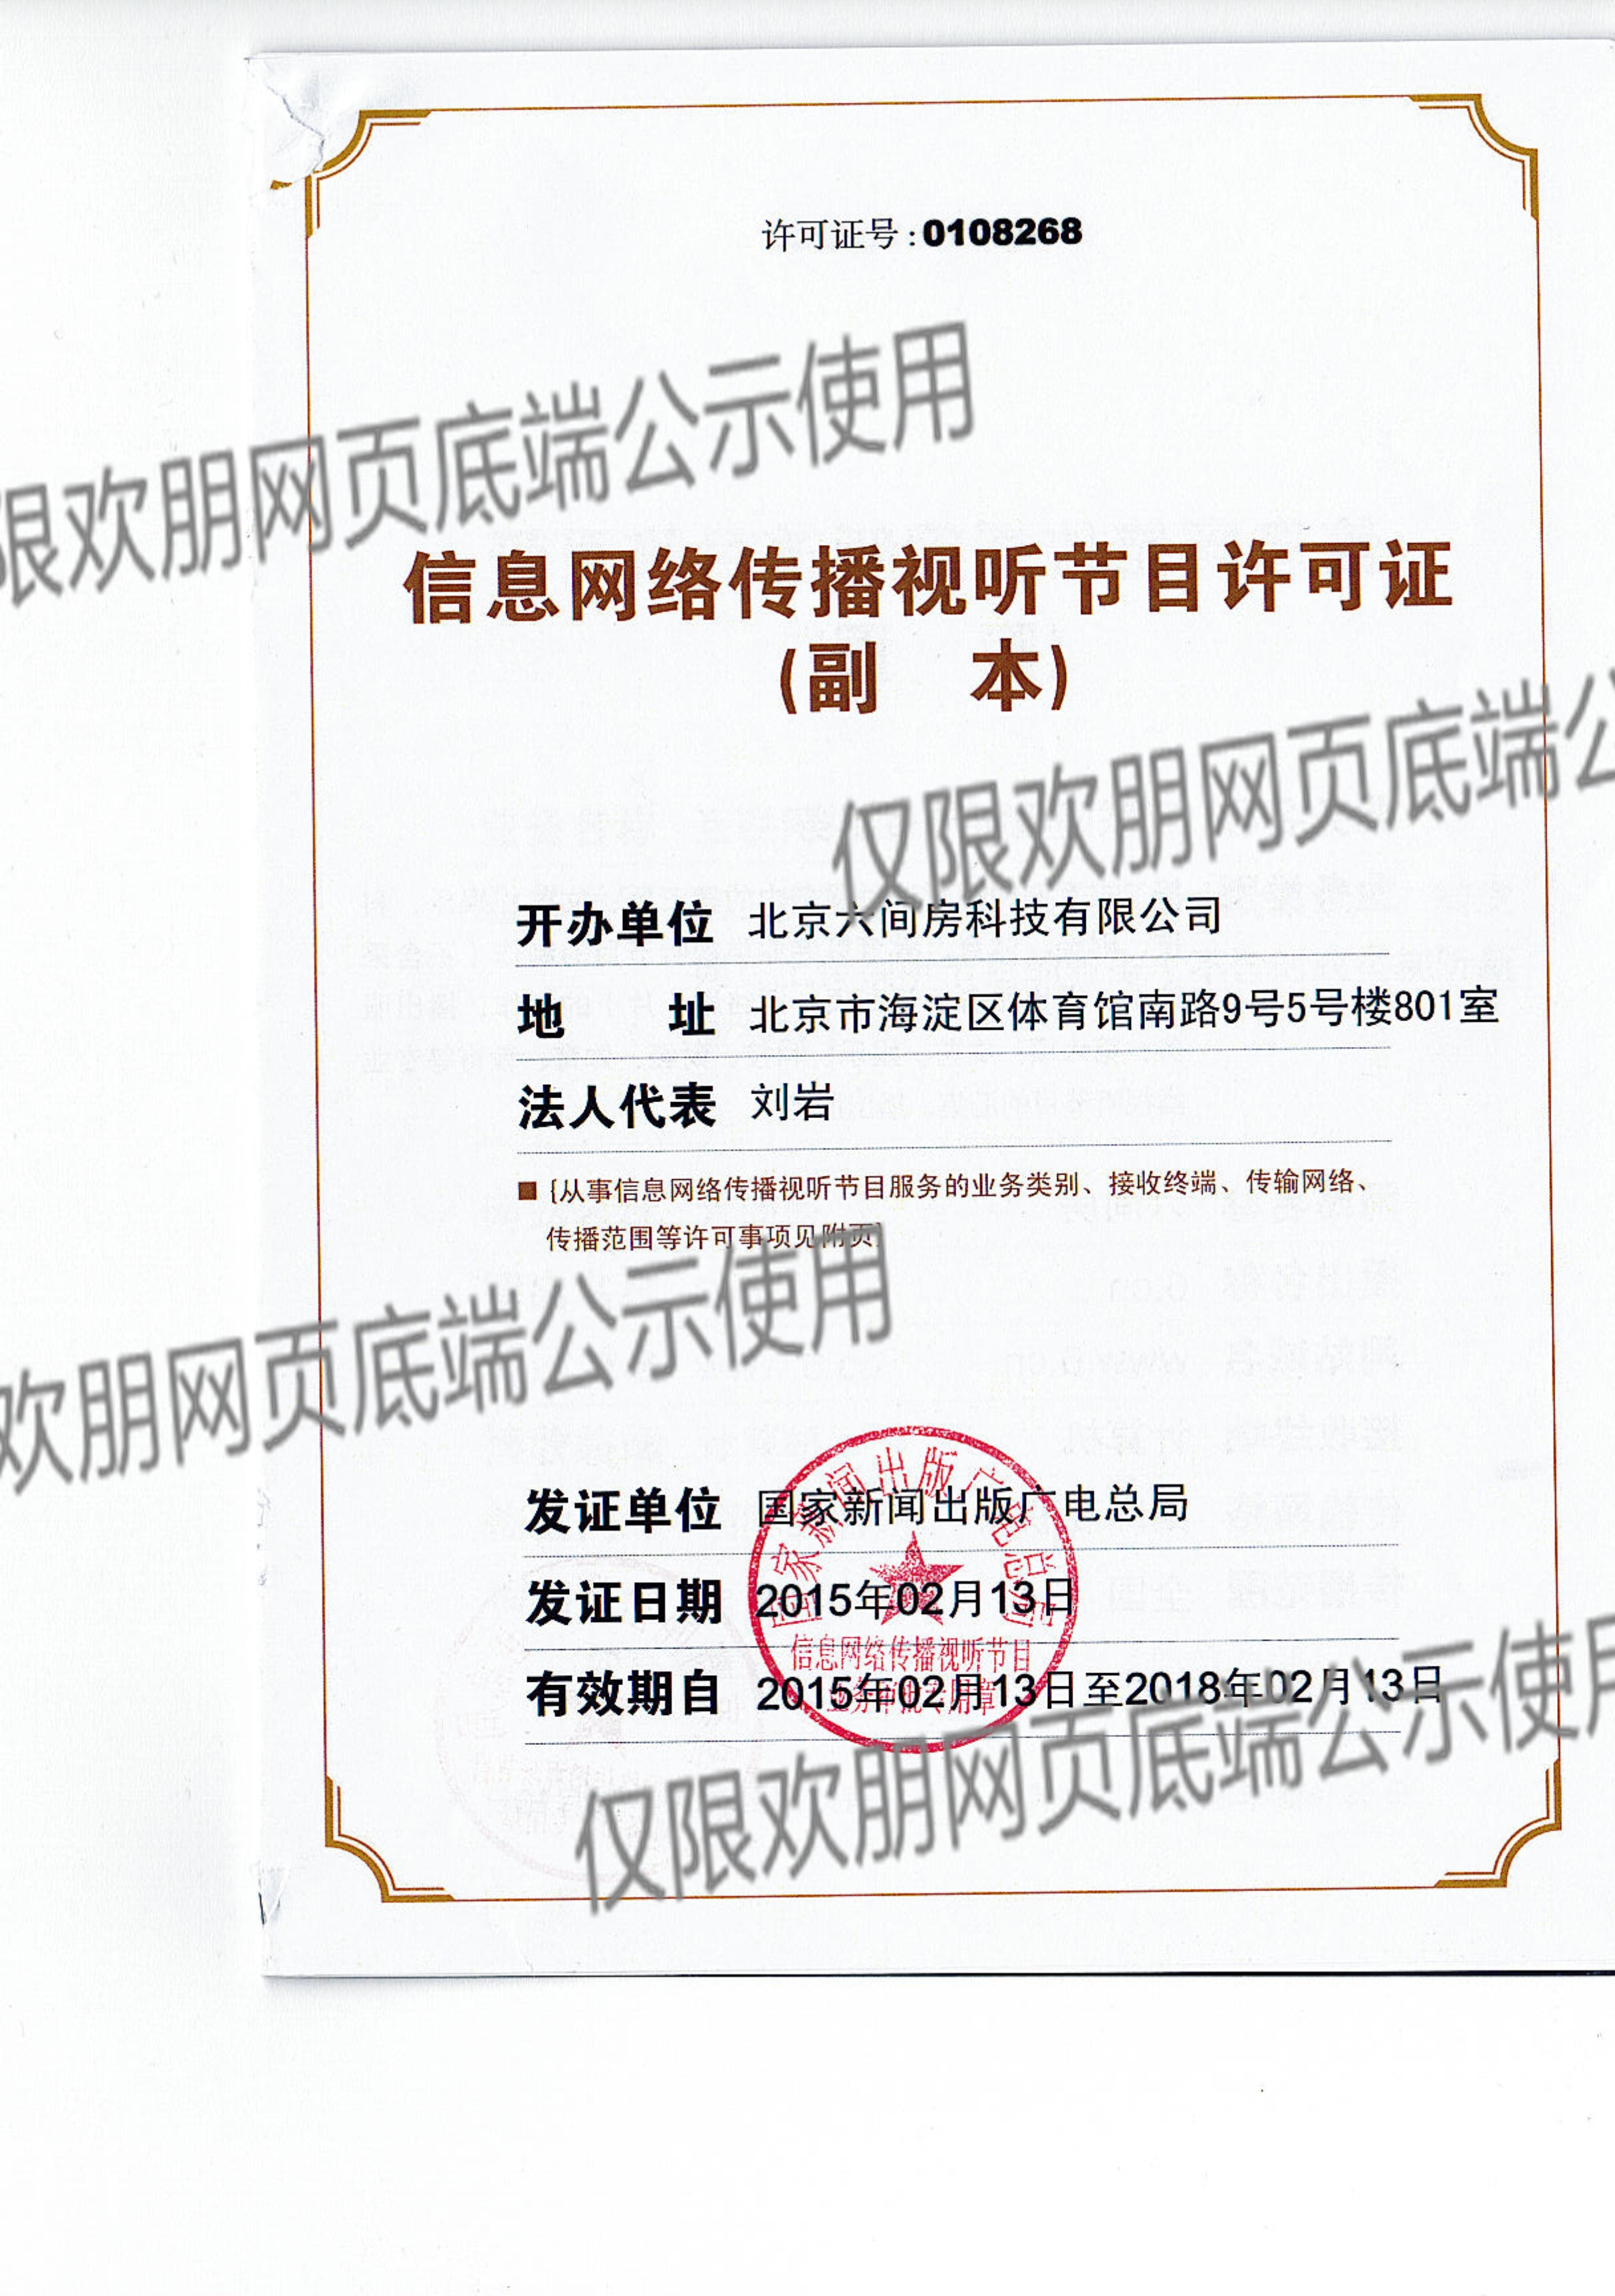 许可证号:0108268
限欢朋网页底端公示使用
信息网络传播视听节目许可证
(副 本)
仅限欢朋网页底端公
开办单位 北京六间房科技有限公司
地 址 北京市海淀区体育馆南路9号5号楼801室
法人代表 刘岩
■{从事信息网络传播视听节目服务的业务类别、接收终端、传输网络、
传播范围等许可事项见附页}
欢朋网页底端公示使用
国家新闻出版广电总局
发证单位 国家新闻出版广电总局
发证日期 2015年02月13日
信息网络传播视听节目
业务审批专用章
有效期自 2015年02月13日至2018年02月13日
仅限欢朋网页底端公示使用